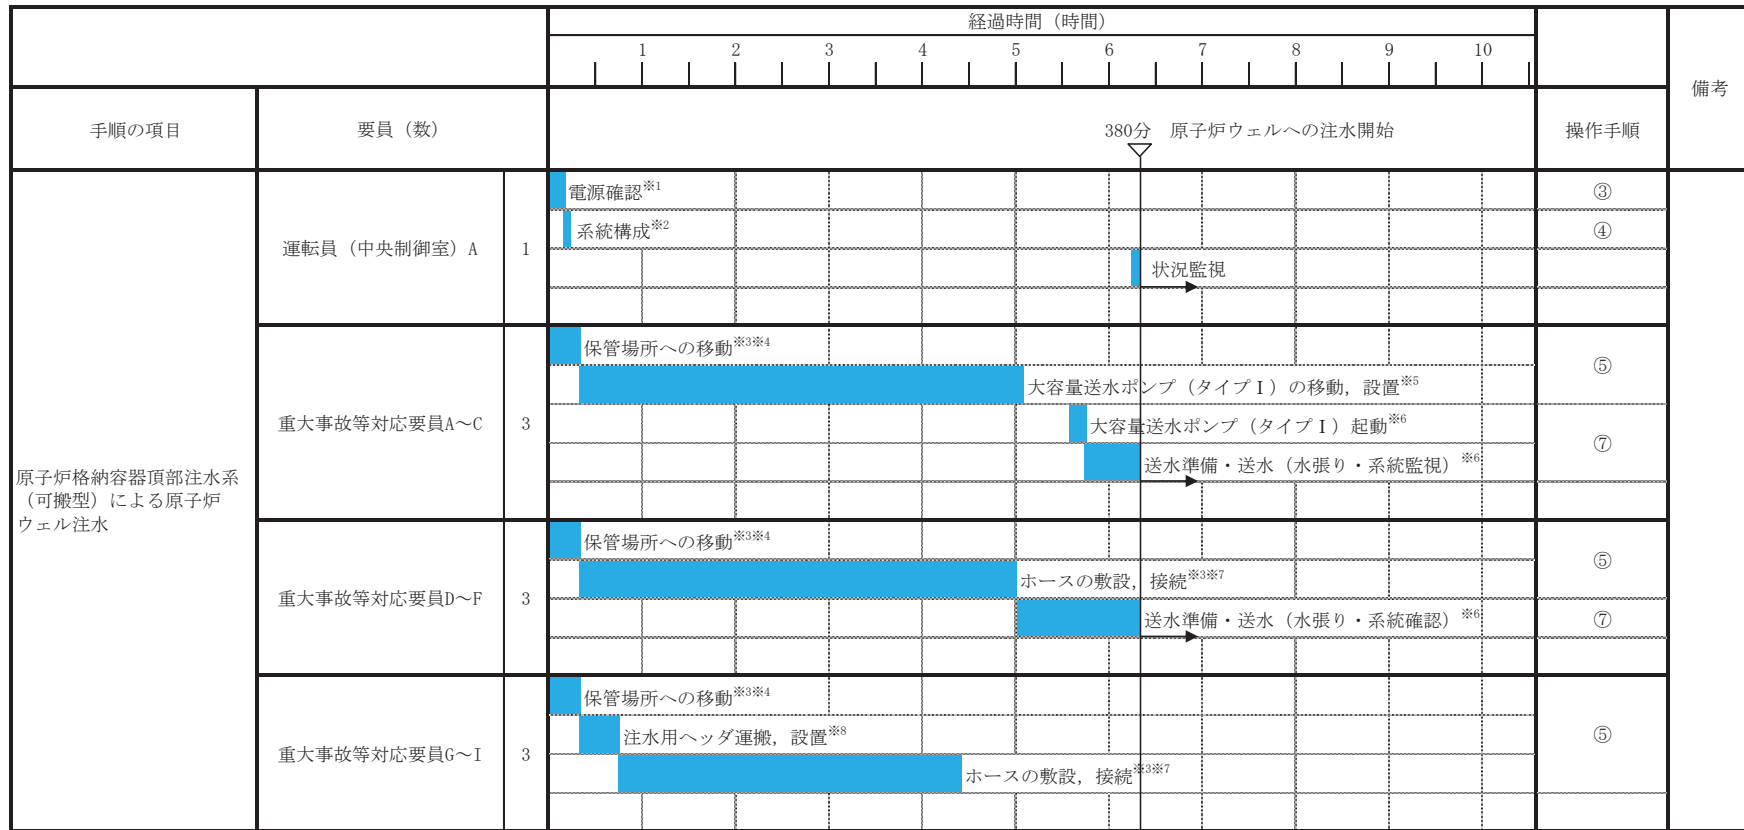 経過時間（時間）
1 2 3 4 5 6 7 8 9 10
備考
手順の項目 要員（数） 操作手順
380分 原子炉ウェルへの注水開始
原子炉格納容器頂部注水系
（可搬型）による原子炉
ウェル注水
運転員（中央制御室）A 1
電源確認※1 ③
系統構成※2 ④
状況監視
重大事故等対応要員A～C 3
保管場所への移動※3※4
⑤
大容量送水ポンプ（タイプⅠ）の移動，設置※5
大容量送水ポンプ（タイプⅠ）起動※6
⑦
送水準備・送水（水張り・系統監視）※6
重大事故等対応要員D～F 3
保管場所への移動※3※4
⑤
ホースの敷設，接続※3※7
送水準備・送水（水張り・系統確認）※6 ⑦
重大事故等対応要員G～I 3
保管場所への移動※3※4
注水用ヘッダ運搬，設置※8 ⑤
ホースの敷設，接続※3※7